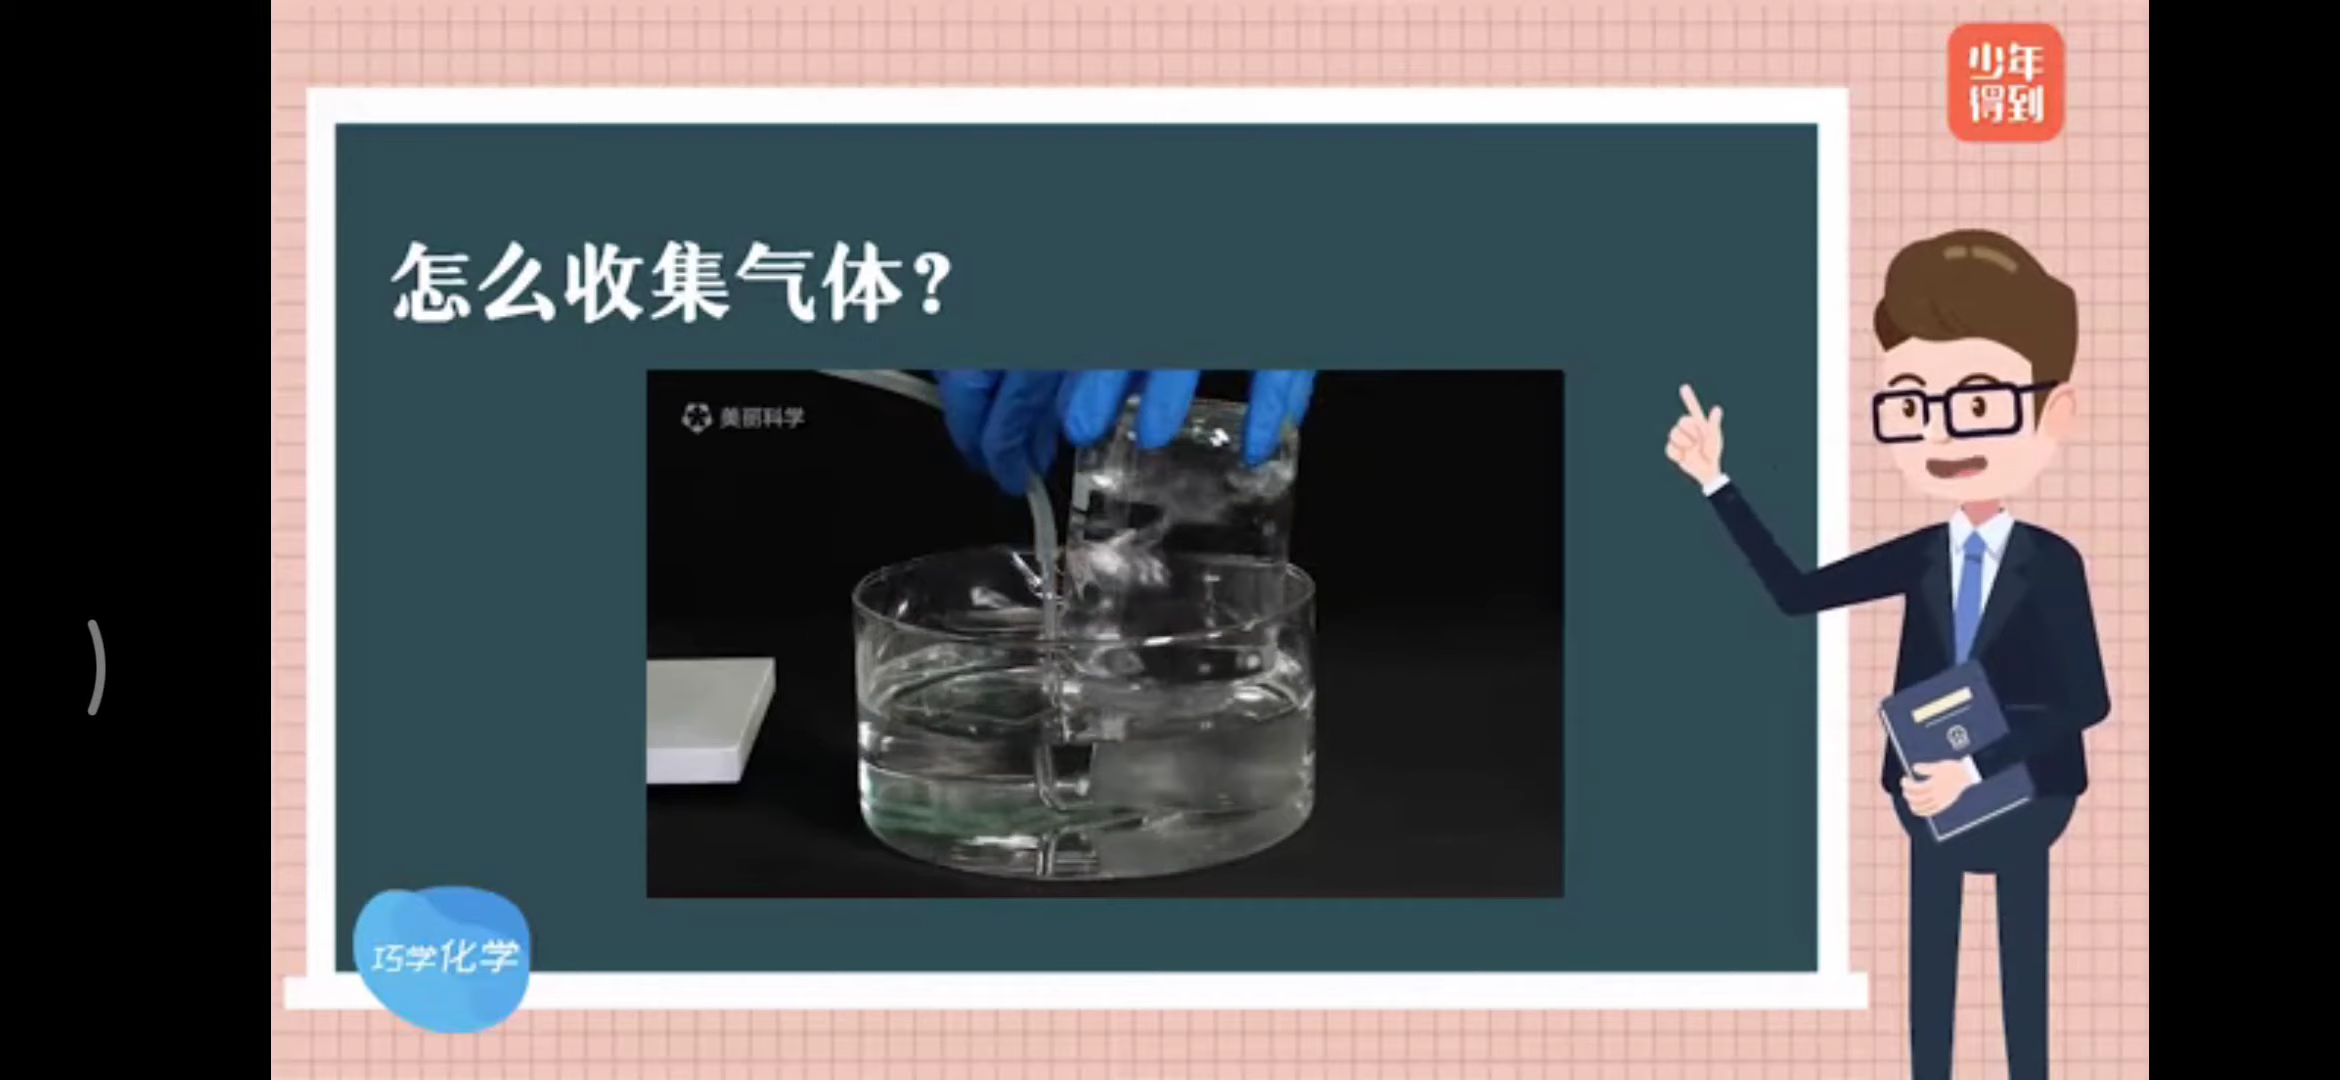 少年
得到
怎么收集气体?
美丽科学
巧学化学